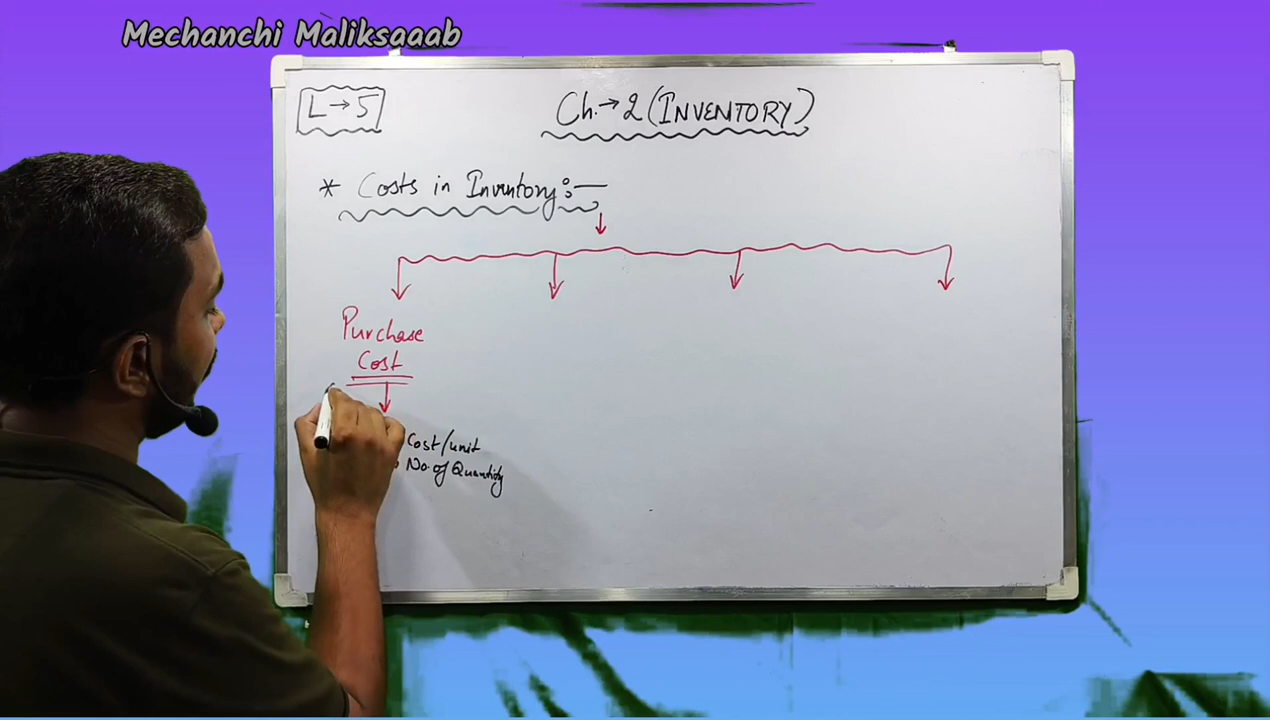 Mechanchi Maliksaaab
L → 5
Ch. → 2 (INVENTORY)
* Costs in Inventory:—
Purchase
Cost
Cost/unit
No. of Quantity